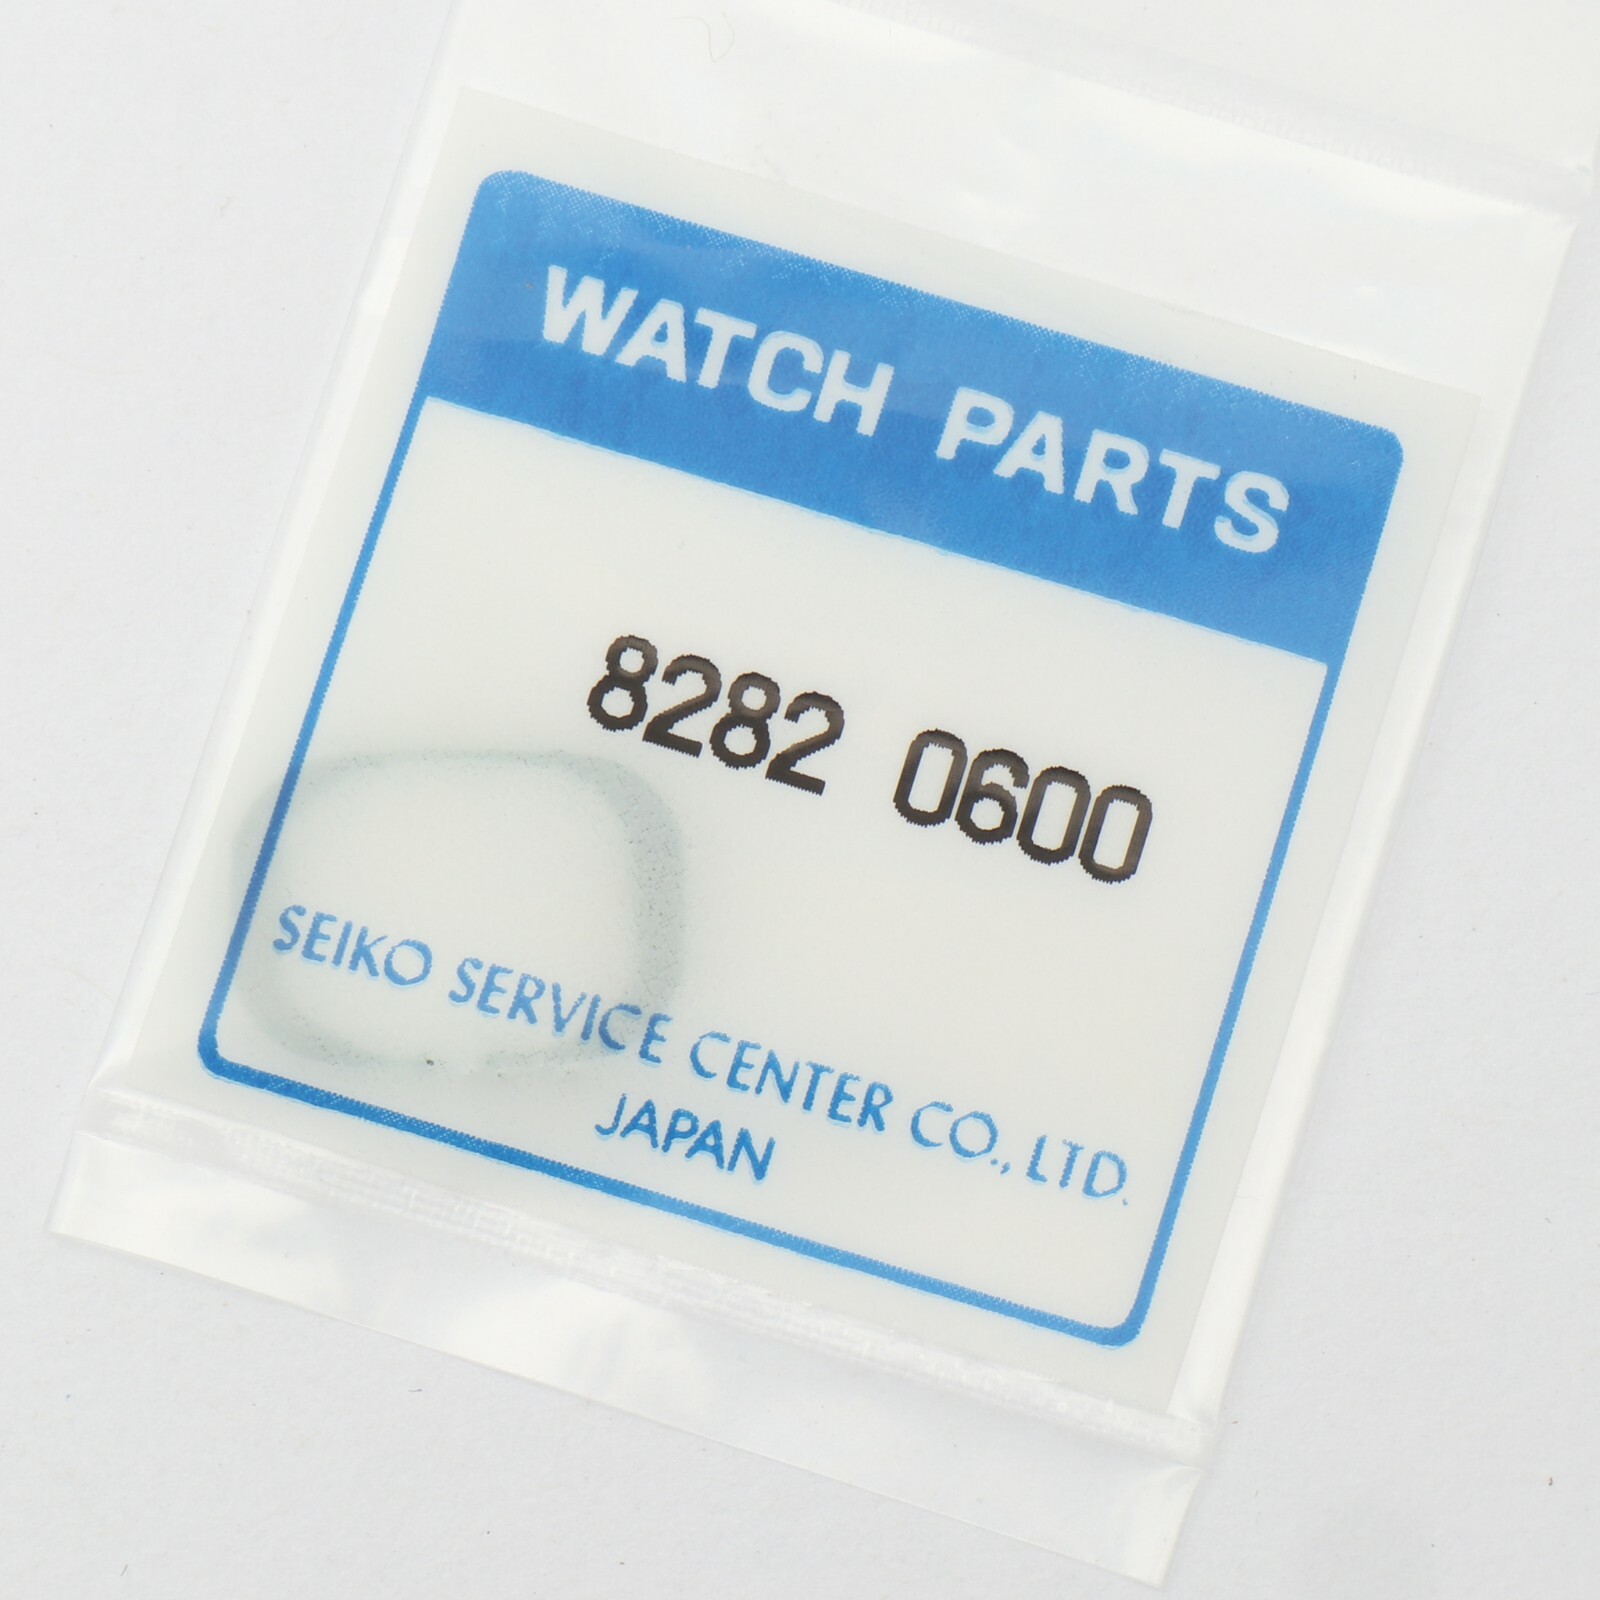 WATCH PARTS
8282 0600
SEIKO SERVICE CENTER CO., LTD.
JAPAN